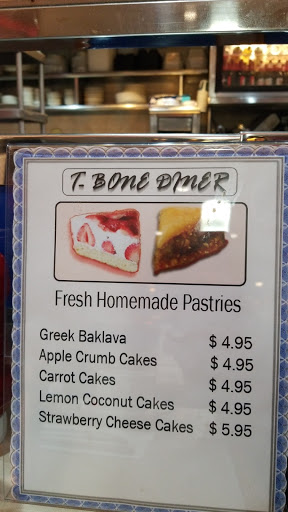 T- BONE DINER
Fresh Homemade Pastries
Greek Baklava $ 4.95
Apple Crumb Cakes $ 4.95
Carrot Cakes $ 4.95
Lemon Coconut Cakes $ 4.95
Strawberry Cheese Cakes $ 5.95